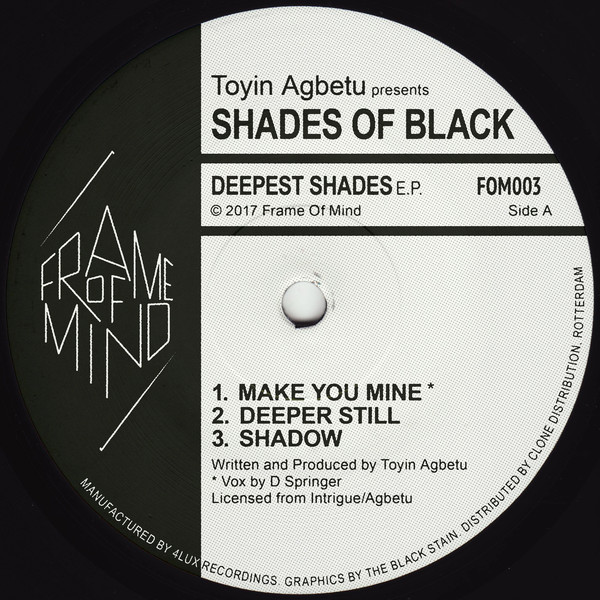 Toyin Agbetu presents
SHADES OF BLACK
DEEPEST SHADES E.P.
FOM003
© 2017 Frame Of Mind
Side A
FRAME
OF
MIND
1. MAKE YOU MINE *
2. DEEPER STILL
3. SHADOW
Written and Produced by Toyin Agbetu
* Vox by D Springer
Licensed from Intrigue/Agbetu
MANUFACTURED BY 4LUX RECORDINGS. GRAPHICS BY THE BLACK STAIN. DISTRIBUTED BY CLONE DISTRIBUTION. ROTTERDAM